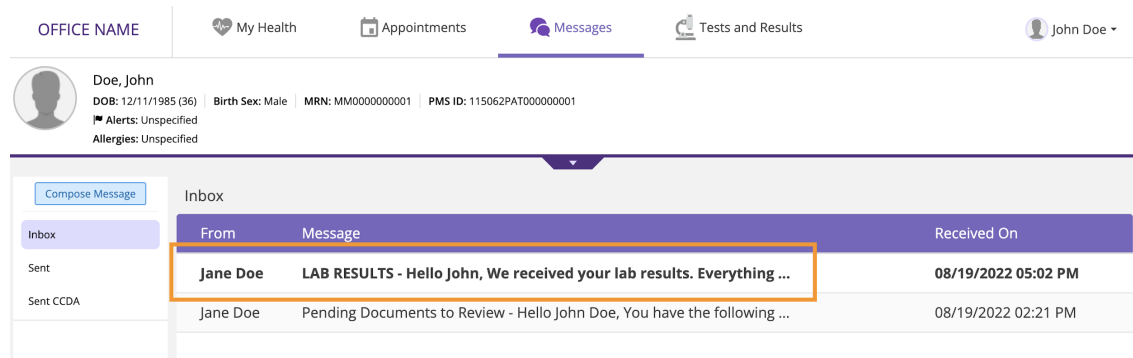 OFFICE NAME
My Health
Appointments
Messages
Tests and Results
John Doe
Doe, John
DOB: 12/11/1985 (36) Birth Sex: Male MRN: MM0000000001 PMS ID: 115062PAT000000001
Alerts: Unspecified
Allergies: Unspecified
Compose Message
Inbox
Sent
Sent CCDA
Inbox
From Message Received On
Jane Doe LAB RESULTS - Hello John, We received your lab results. Everything ... 08/19/2022 05:02 PM
Jane Doe Pending Documents to Review - Hello John Doe, You have the following ... 08/19/2022 02:21 PM